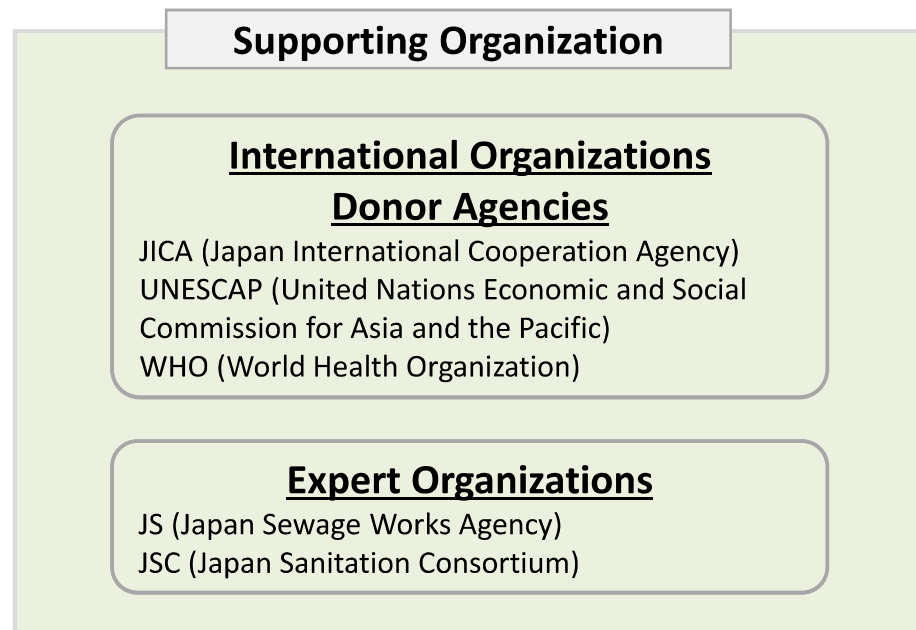 Supporting Organization
International Organizations
Donor Agencies
JICA (Japan International Cooperation Agency)
UNESCAP (United Nations Economic and Social
Commission for Asia and the Pacific)
WHO (World Health Organization)
Expert Organizations
JS (Japan Sewage Works Agency)
JSC (Japan Sanitation Consortium)